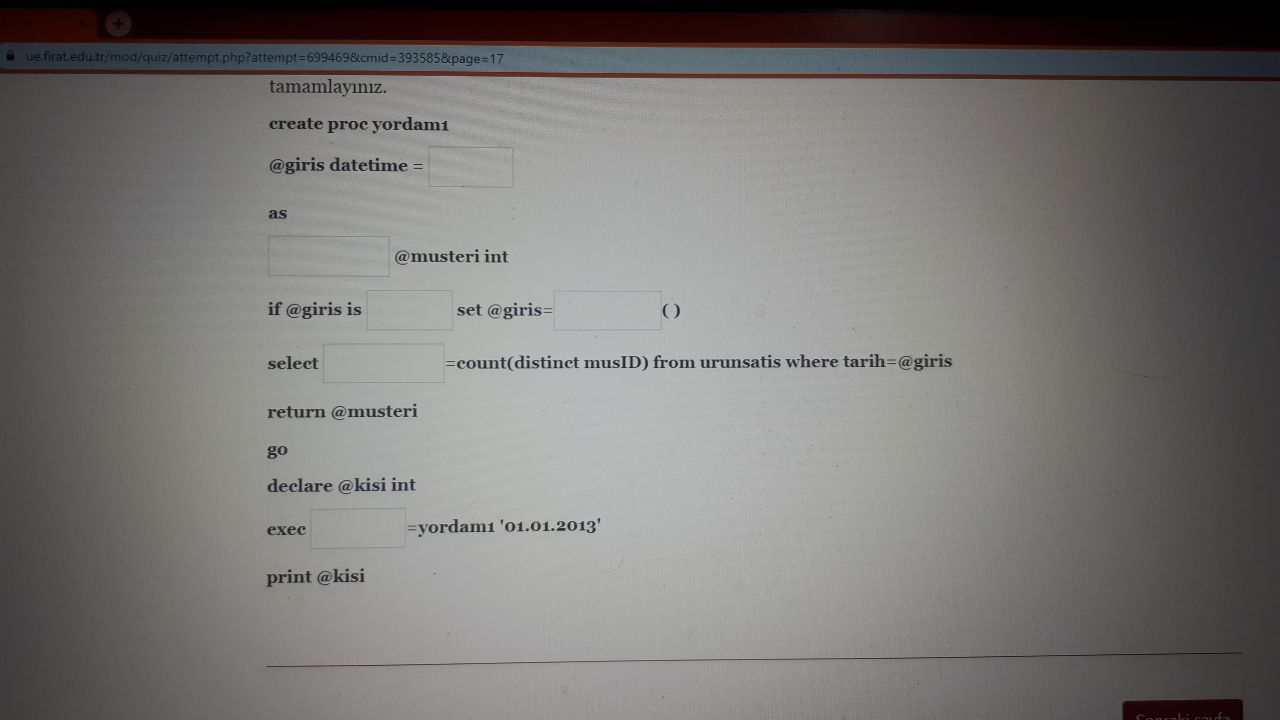 ue.firat.edu.tr/mod/quiz/attempt.php?attempt=699469&cmid=393585&page=17
tamamlayınız.
create proc yordam1
@giris datetime =
as
@musteri int
if @giris is set @giris= ( )
select =count(distinct musID) from urunsatis where tarih=@giris
return @musteri
go
declare @kisi int
exec =yordam1 '01.01.2013'
print @kisi
Sonraki sayfa